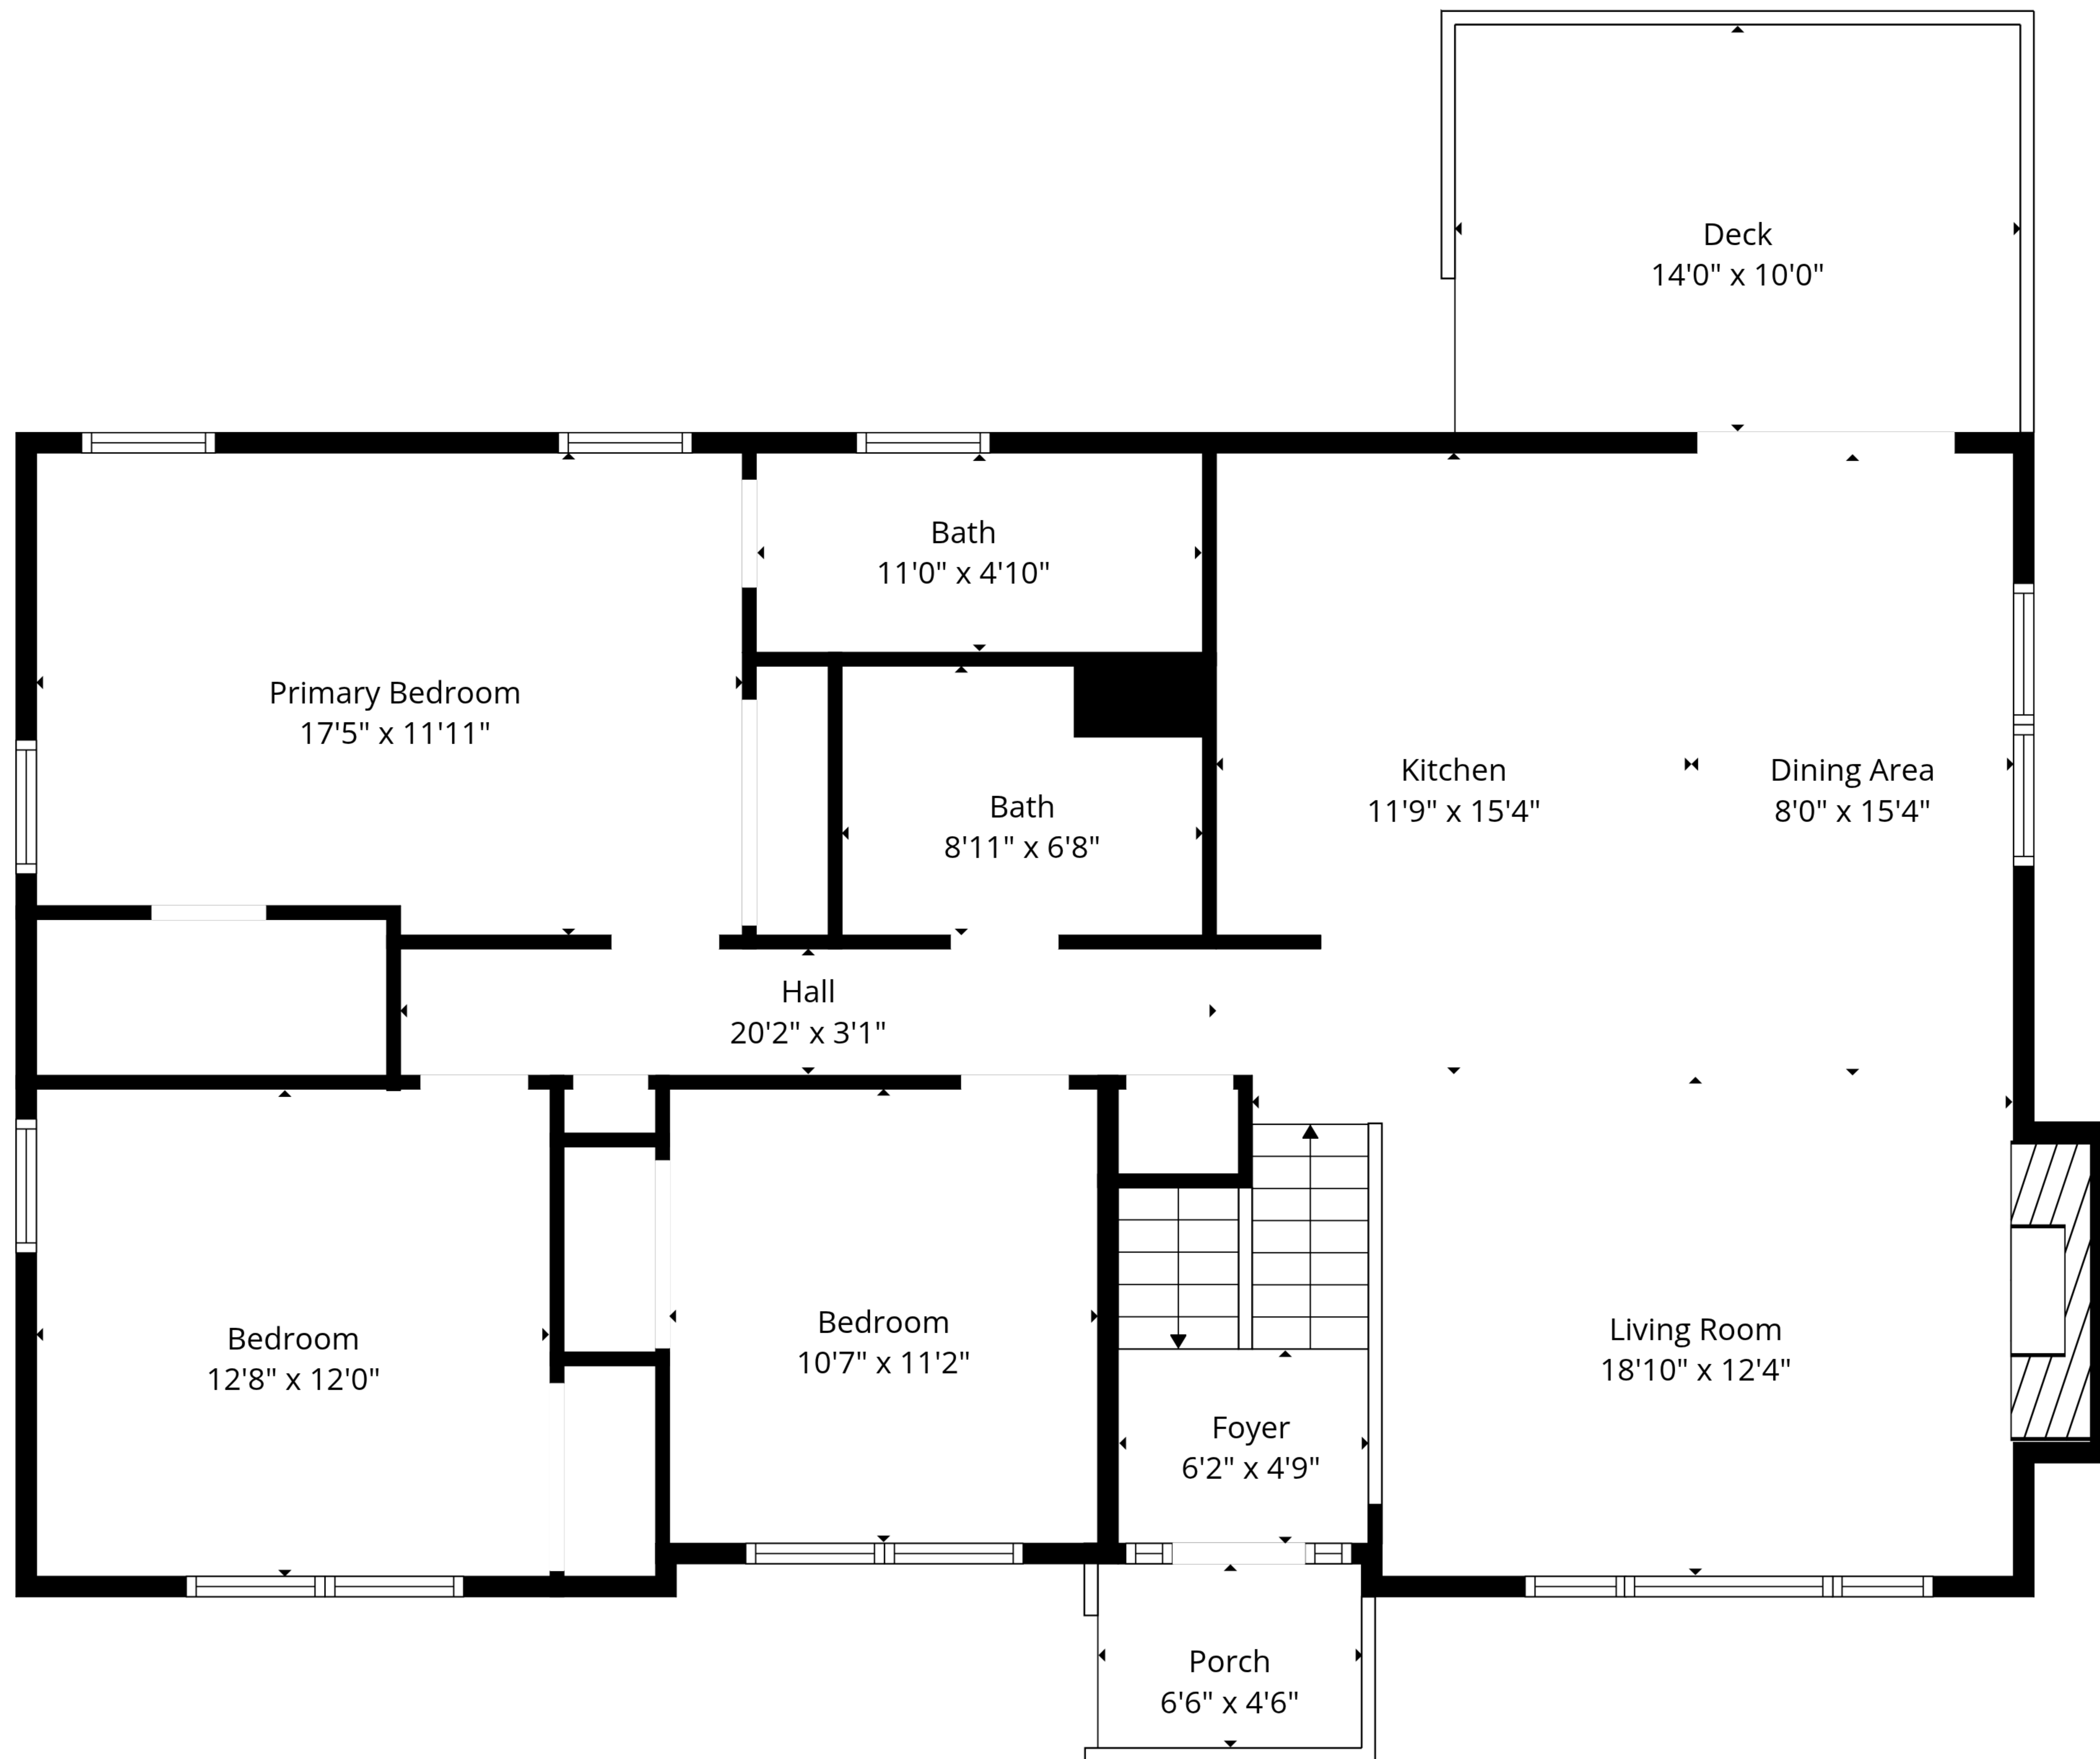 Deck
14'0" x 10'0"
Bath
11'0" x 4'10"
Primary Bedroom
17'5" x 11'11"
Kitchen
11'9" x 15'4"
Dining Area
8'0" x 15'4"
Bath
8'11" x 6'8"
Hall
20'2" x 3'1"
Bedroom
12'8" x 12'0"
Bedroom
10'7" x 11'2"
Living Room
18'10" x 12'4"
Foyer
6'2" x 4'9"
Porch
6'6" x 4'6"